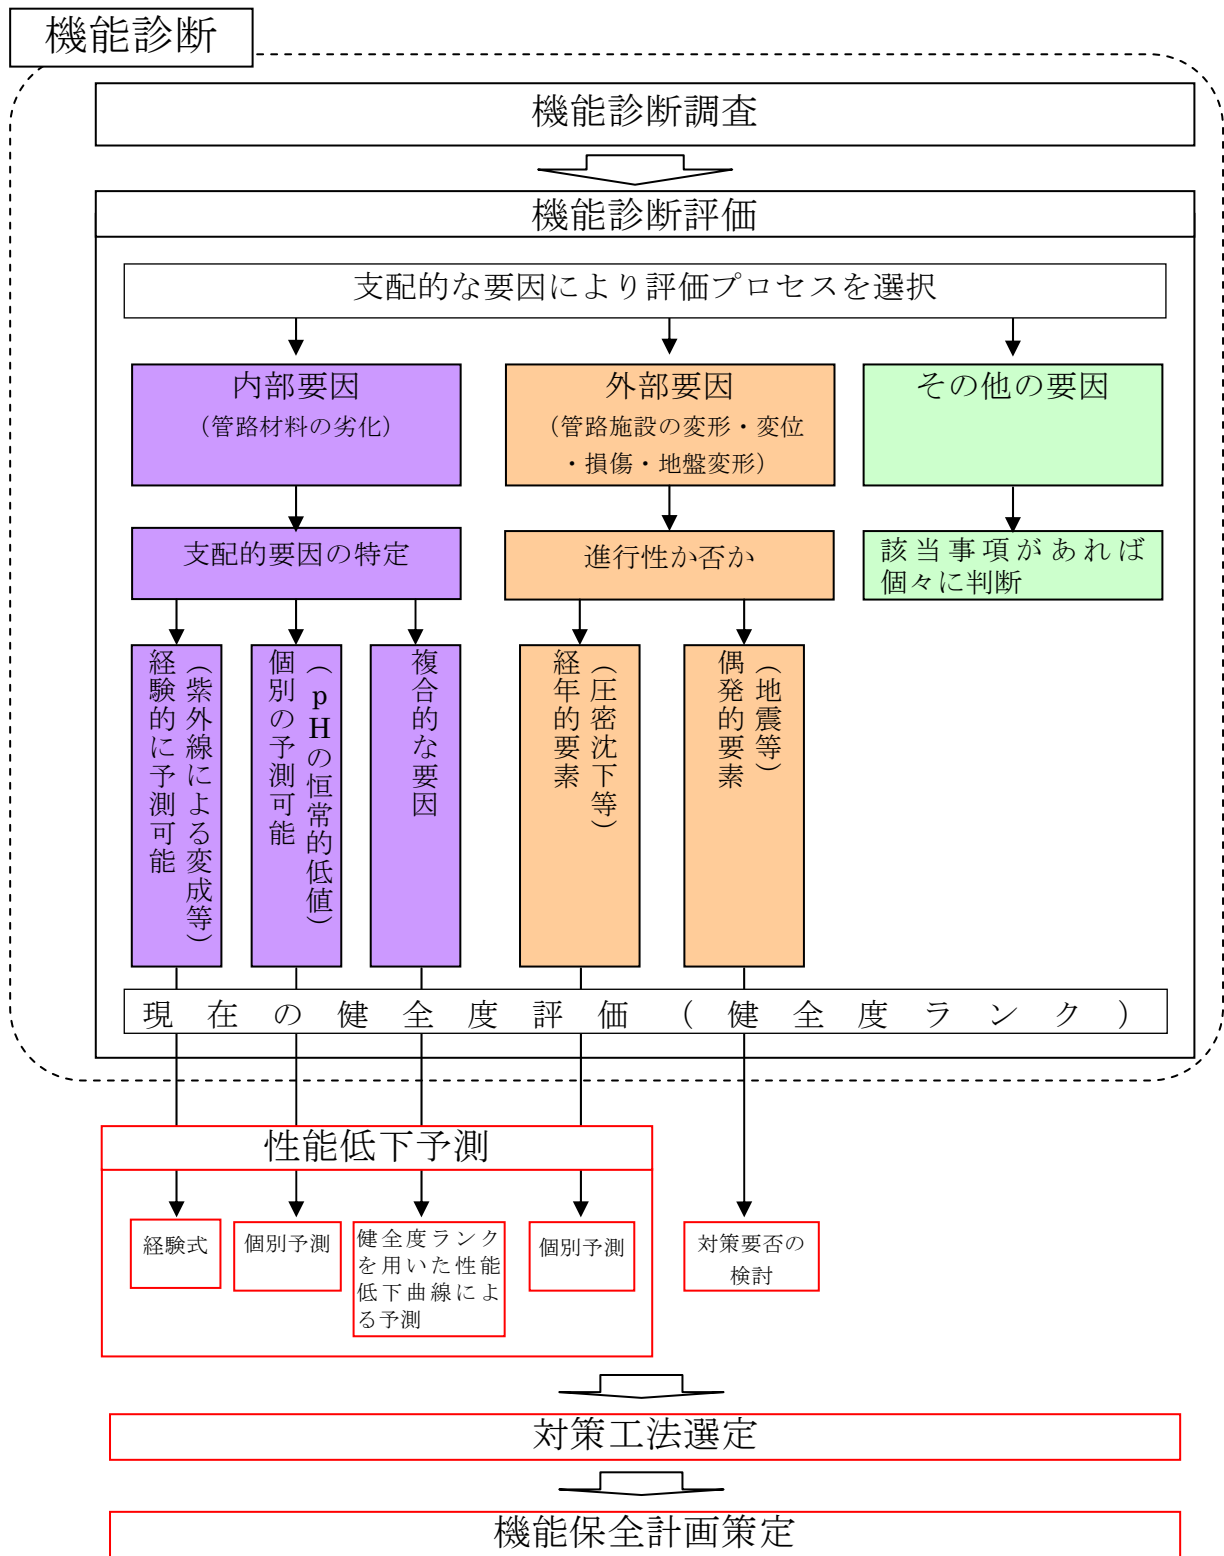 機能診断
機能診断調査
機能診断評価
支配的な要因により評価プロセスを選択
内部要因
（管路材料の劣化）
外部要因
（管路施設の変形・変位
・損傷・地盤変形）
その他の要因
支配的要因の特定
進行性か否か
該当事項があれば
個々に判断
（紫外線による変成等）
経験的に予測可能
（pHの恒常的低値）
個別の予測可能
複合的な要因
（圧密沈下等）
経年的要素
（地震等）
偶発的要素
現在の健全度評価（健全度ランク）
性能低下予測
経験式
個別予測
健全度ランク
を用いた性能
低下曲線によ
る予測
個別予測
対策要否の
検討
対策工法選定
機能保全計画策定